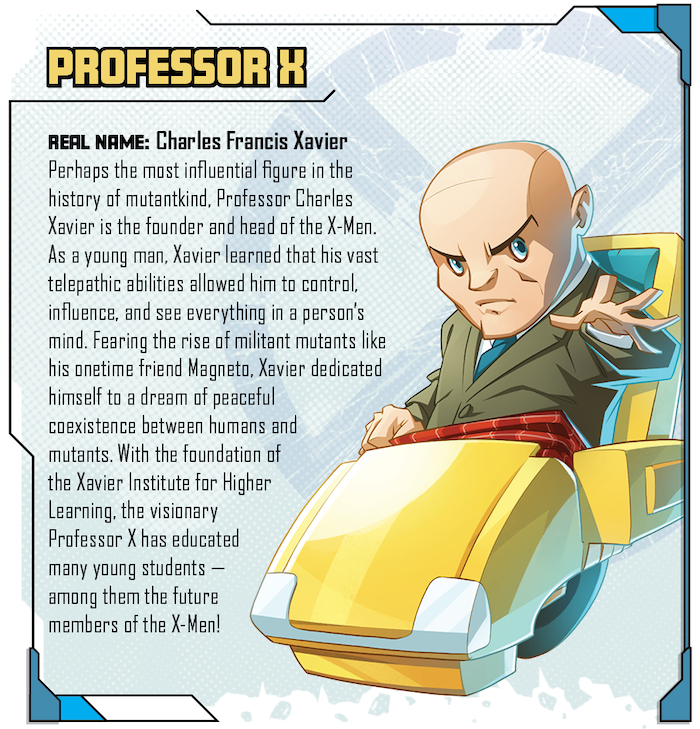 PROFESSOR X
REAL NAME: Charles Francis Xavier
Perhaps the most influential figure in the
history of mutantkind, Professor Charles
Xavier is the founder and head of the X-Men.
As a young man, Xavier learned that his vast
telepathic abilities allowed him to control,
influence, and see everything in a person's
mind. Fearing the rise of militant mutants like
his onetime friend Magneto, Xavier dedicated
himself to a dream of peaceful
coexistence between humans and
mutants. With the foundation of
the Xavier Institute for Higher
Learning, the visionary
Professor X has educated
many young students —
among them the future
members of the X-Men!